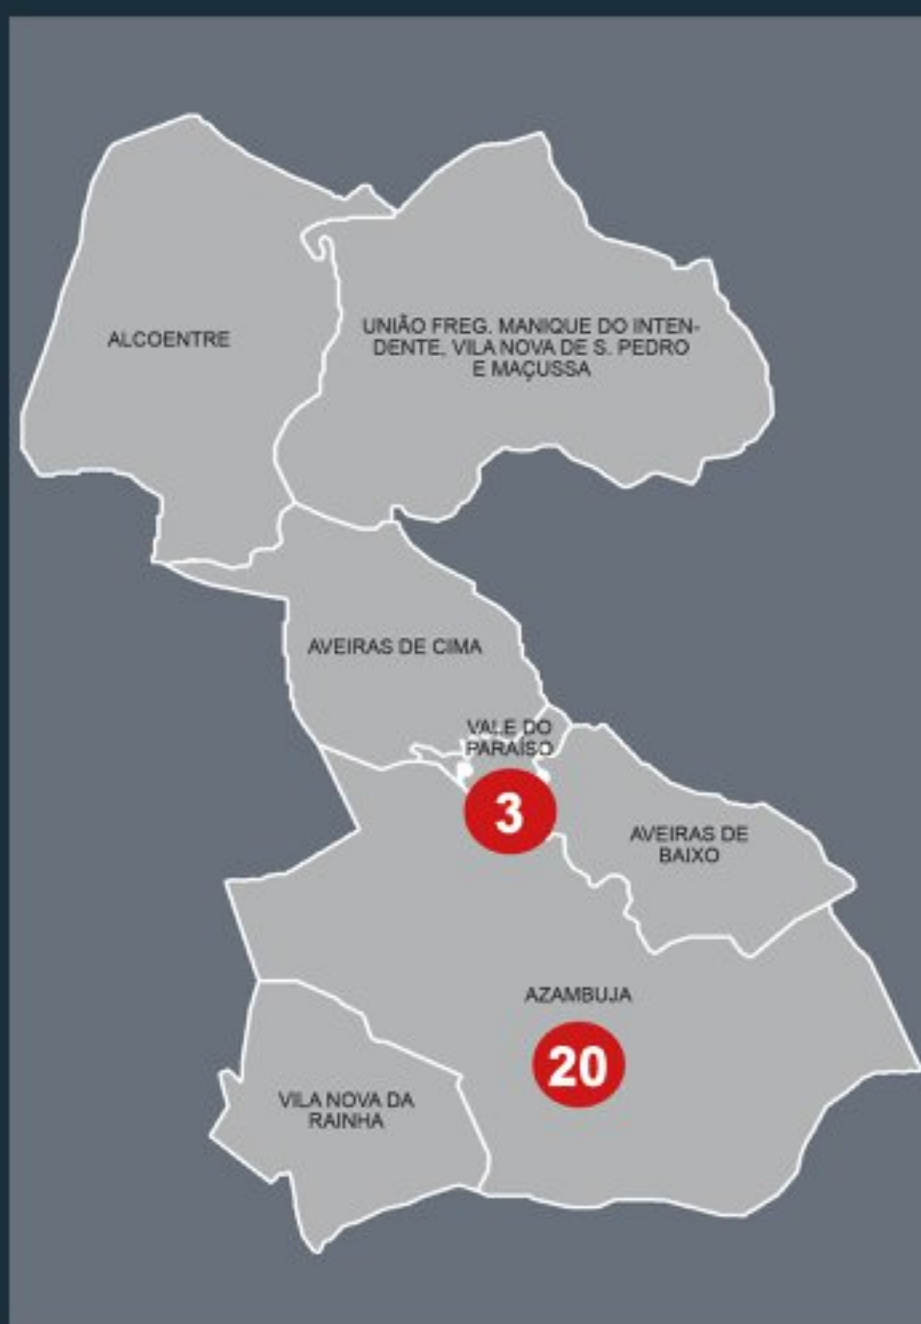 ALCOENTRE
UNIÃO FREG. MANIQUE DO INTEN-
DENTE, VILA NOVA DE S. PEDRO
E MAÇUSSA
AVEIRAS DE CIMA
VALE DO
PARAÍSO
3
AVEIRAS DE
BAIXO
AZAMBUJA
20
VILA NOVA DA
RAINHA